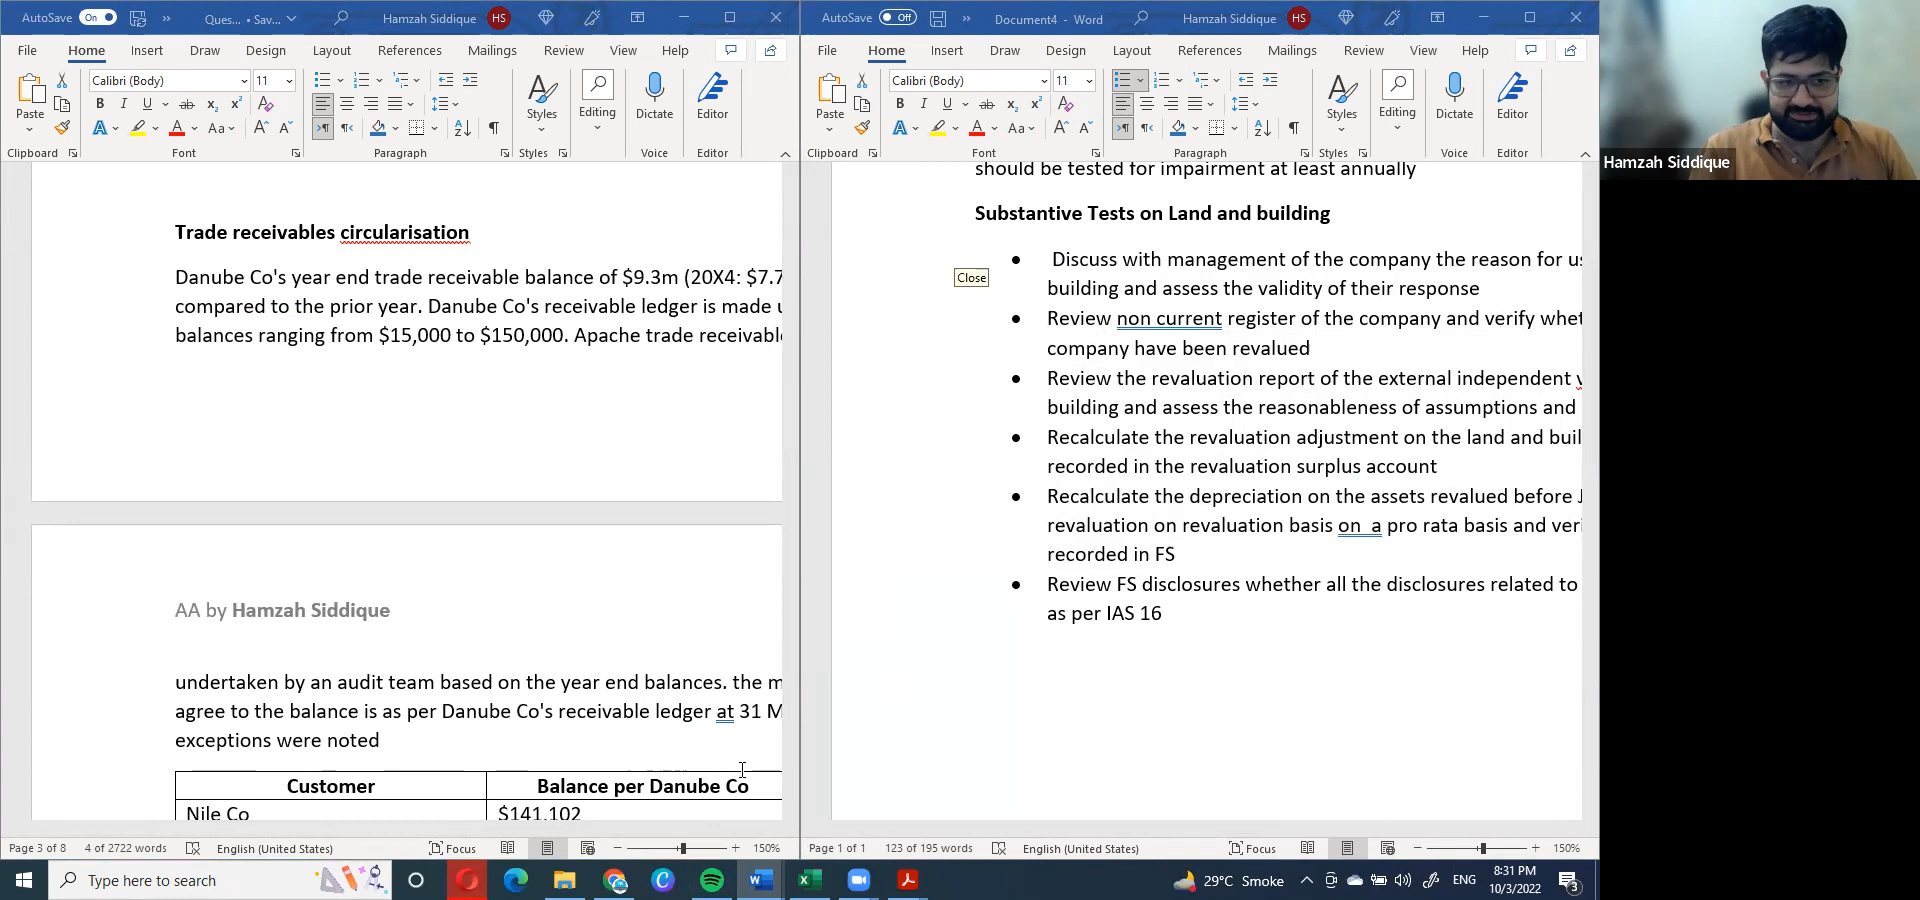 AutoSave On Ques... • Sav... Hamzah Siddique HS
File Home Insert Draw Design Layout References Mailings Review View Help
Calibri (Body) 11
Paste Styles Editing Dictate Editor
Clipboard Font Paragraph Styles Voice Editor
Trade receivables circularisation
Danube Co's year end trade receivable balance of $9.3m (20X4: $7.7
compared to the prior year. Danube Co's receivable ledger is made u
balances ranging from $15,000 to $150,000. Apache trade receivabl
AA by Hamzah Siddique
undertaken by an audit team based on the year end balances. the m
agree to the balance is as per Danube Co's receivable ledger at 31 M
exceptions were noted
Customer Balance per Danube Co
Nile Co $141,102
Page 3 of 8 4 of 2722 words English (United States) Focus 150%
AutoSave Off Document4 - Word Hamzah Siddique HS
File Home Insert Draw Design Layout References Mailings Review View Help
Calibri (Body) 11
Paste Styles Editing Dictate Editor
Clipboard Font Paragraph Styles Voice Editor
should be tested for impairment at least annually
Substantive Tests on Land and building
Close
• Discuss with management of the company the reason for us
building and assess the validity of their response
• Review non current register of the company and verify whet
company have been revalued
• Review the revaluation report of the external independent v
building and assess the reasonableness of assumptions and
• Recalculate the revaluation adjustment on the land and buil
recorded in the revaluation surplus account
• Recalculate the depreciation on the assets revalued before J
revaluation on revaluation basis on a pro rata basis and veri
recorded in FS
• Review FS disclosures whether all the disclosures related to
as per IAS 16
Page 1 of 1 123 of 195 words English (United States) Focus 150%
Hamzah Siddique
Type here to search
29°C Smoke ENG 8:31 PM
10/3/2022
3